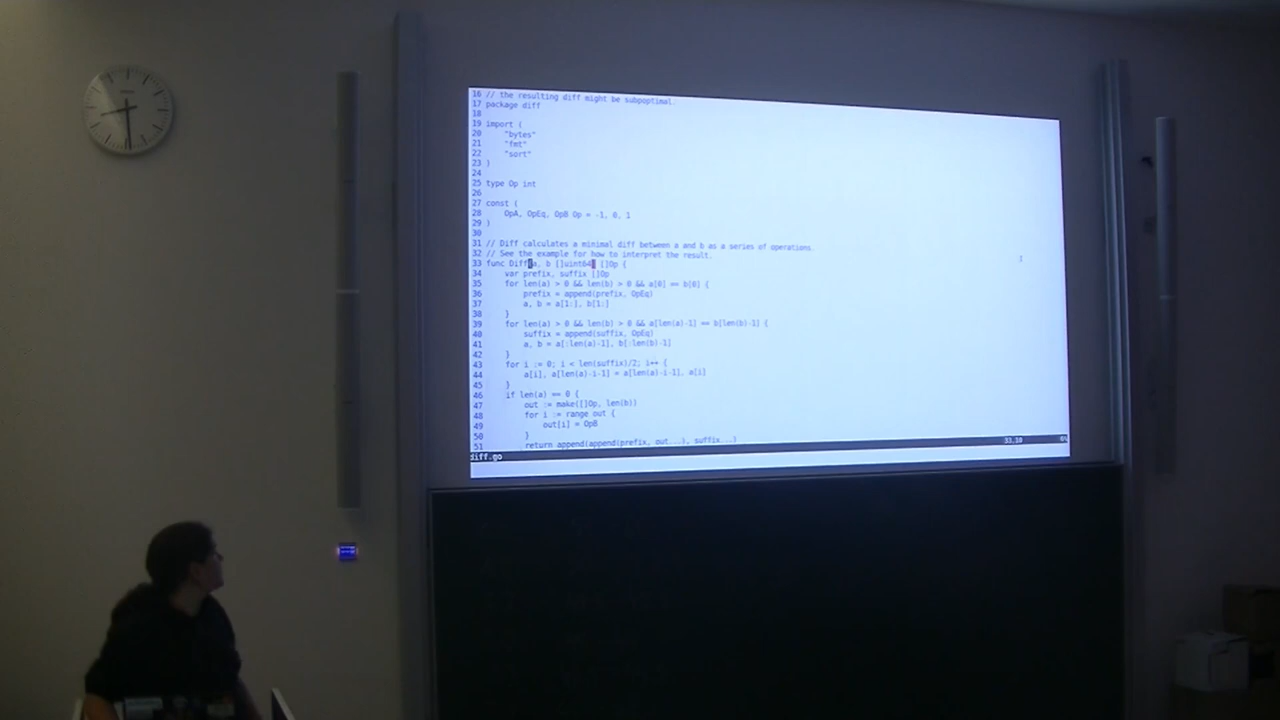 16 // the resulting diff might be subpoptimal.
17 package diff
18
19 import (
20 "bytes"
21 "fmt"
22 "sort"
23 )
24
25 type Op int
26
27 const (
28 OpA, OpEq, OpB Op = -1, 0, 1
29 )
30
31 // Diff calculates a minimal diff between a and b as a series of operations.
32 // See the example for how to interpret the result.
33 func Diff(a, b []uint64) []Op {
34 var prefix, suffix []Op
35 for len(a) > 0 && len(b) > 0 && a[0] == b[0] {
36 prefix = append(prefix, OpEq)
37 a, b = a[1:], b[1:]
38 }
39 for len(a) > 0 && len(b) > 0 && a[len(a)-1] == b[len(b)-1] {
40 suffix = append(suffix, OpEq)
41 a, b = a[:len(a)-1], b[:len(b)-1]
42 }
43 for i := 0; i < len(suffix)/2; i++ {
44 a[i], a[len(a)-i-1] = a[len(a)-i-1], a[i]
45 }
46 if len(a) == 0 {
47 out := make([]Op, len(b))
48 for i := range out {
49 out[i] = OpB
50 }
51 return append(append(prefix, out...), suffix...)
diff.go 33,10 6%